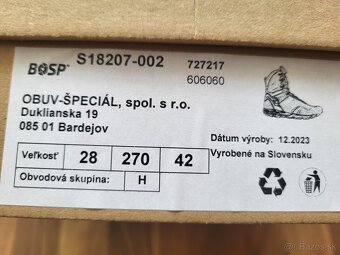 BOSP S18207-002 727217
606060
OBUV-ŠPECIÁL, spol. s r.o.
Duklianska 19
085 01 Bardejov
Dátum výroby: 12.2023
Veľkosť 28 270 42 Vyrobené na Slovensku
Obvodová skupina: H
Bazos.sk